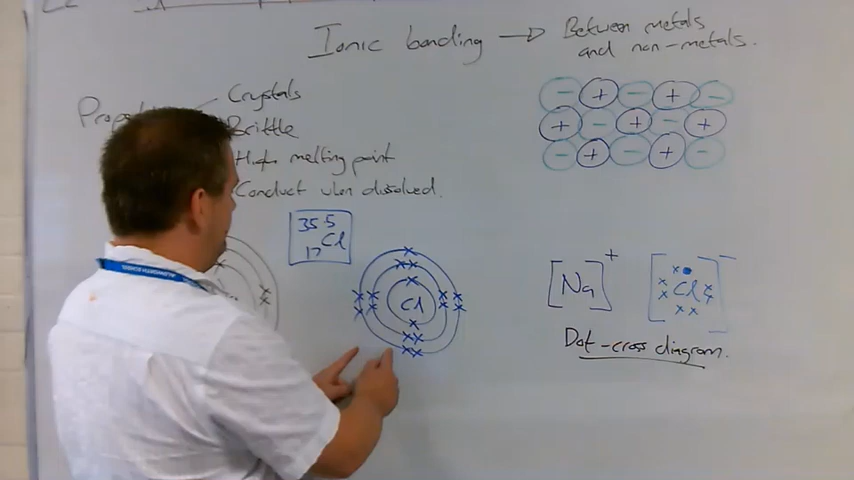 Ionic bonding → Between metals
and non-metals.
Crystals
Brittle
High melting point
Conduct when dissolved.
- + - + -
+ - + - +
- + - + -
35.5
Cl
17
Cl
[Na]+ [Cl]-
Dot-cross diagram.